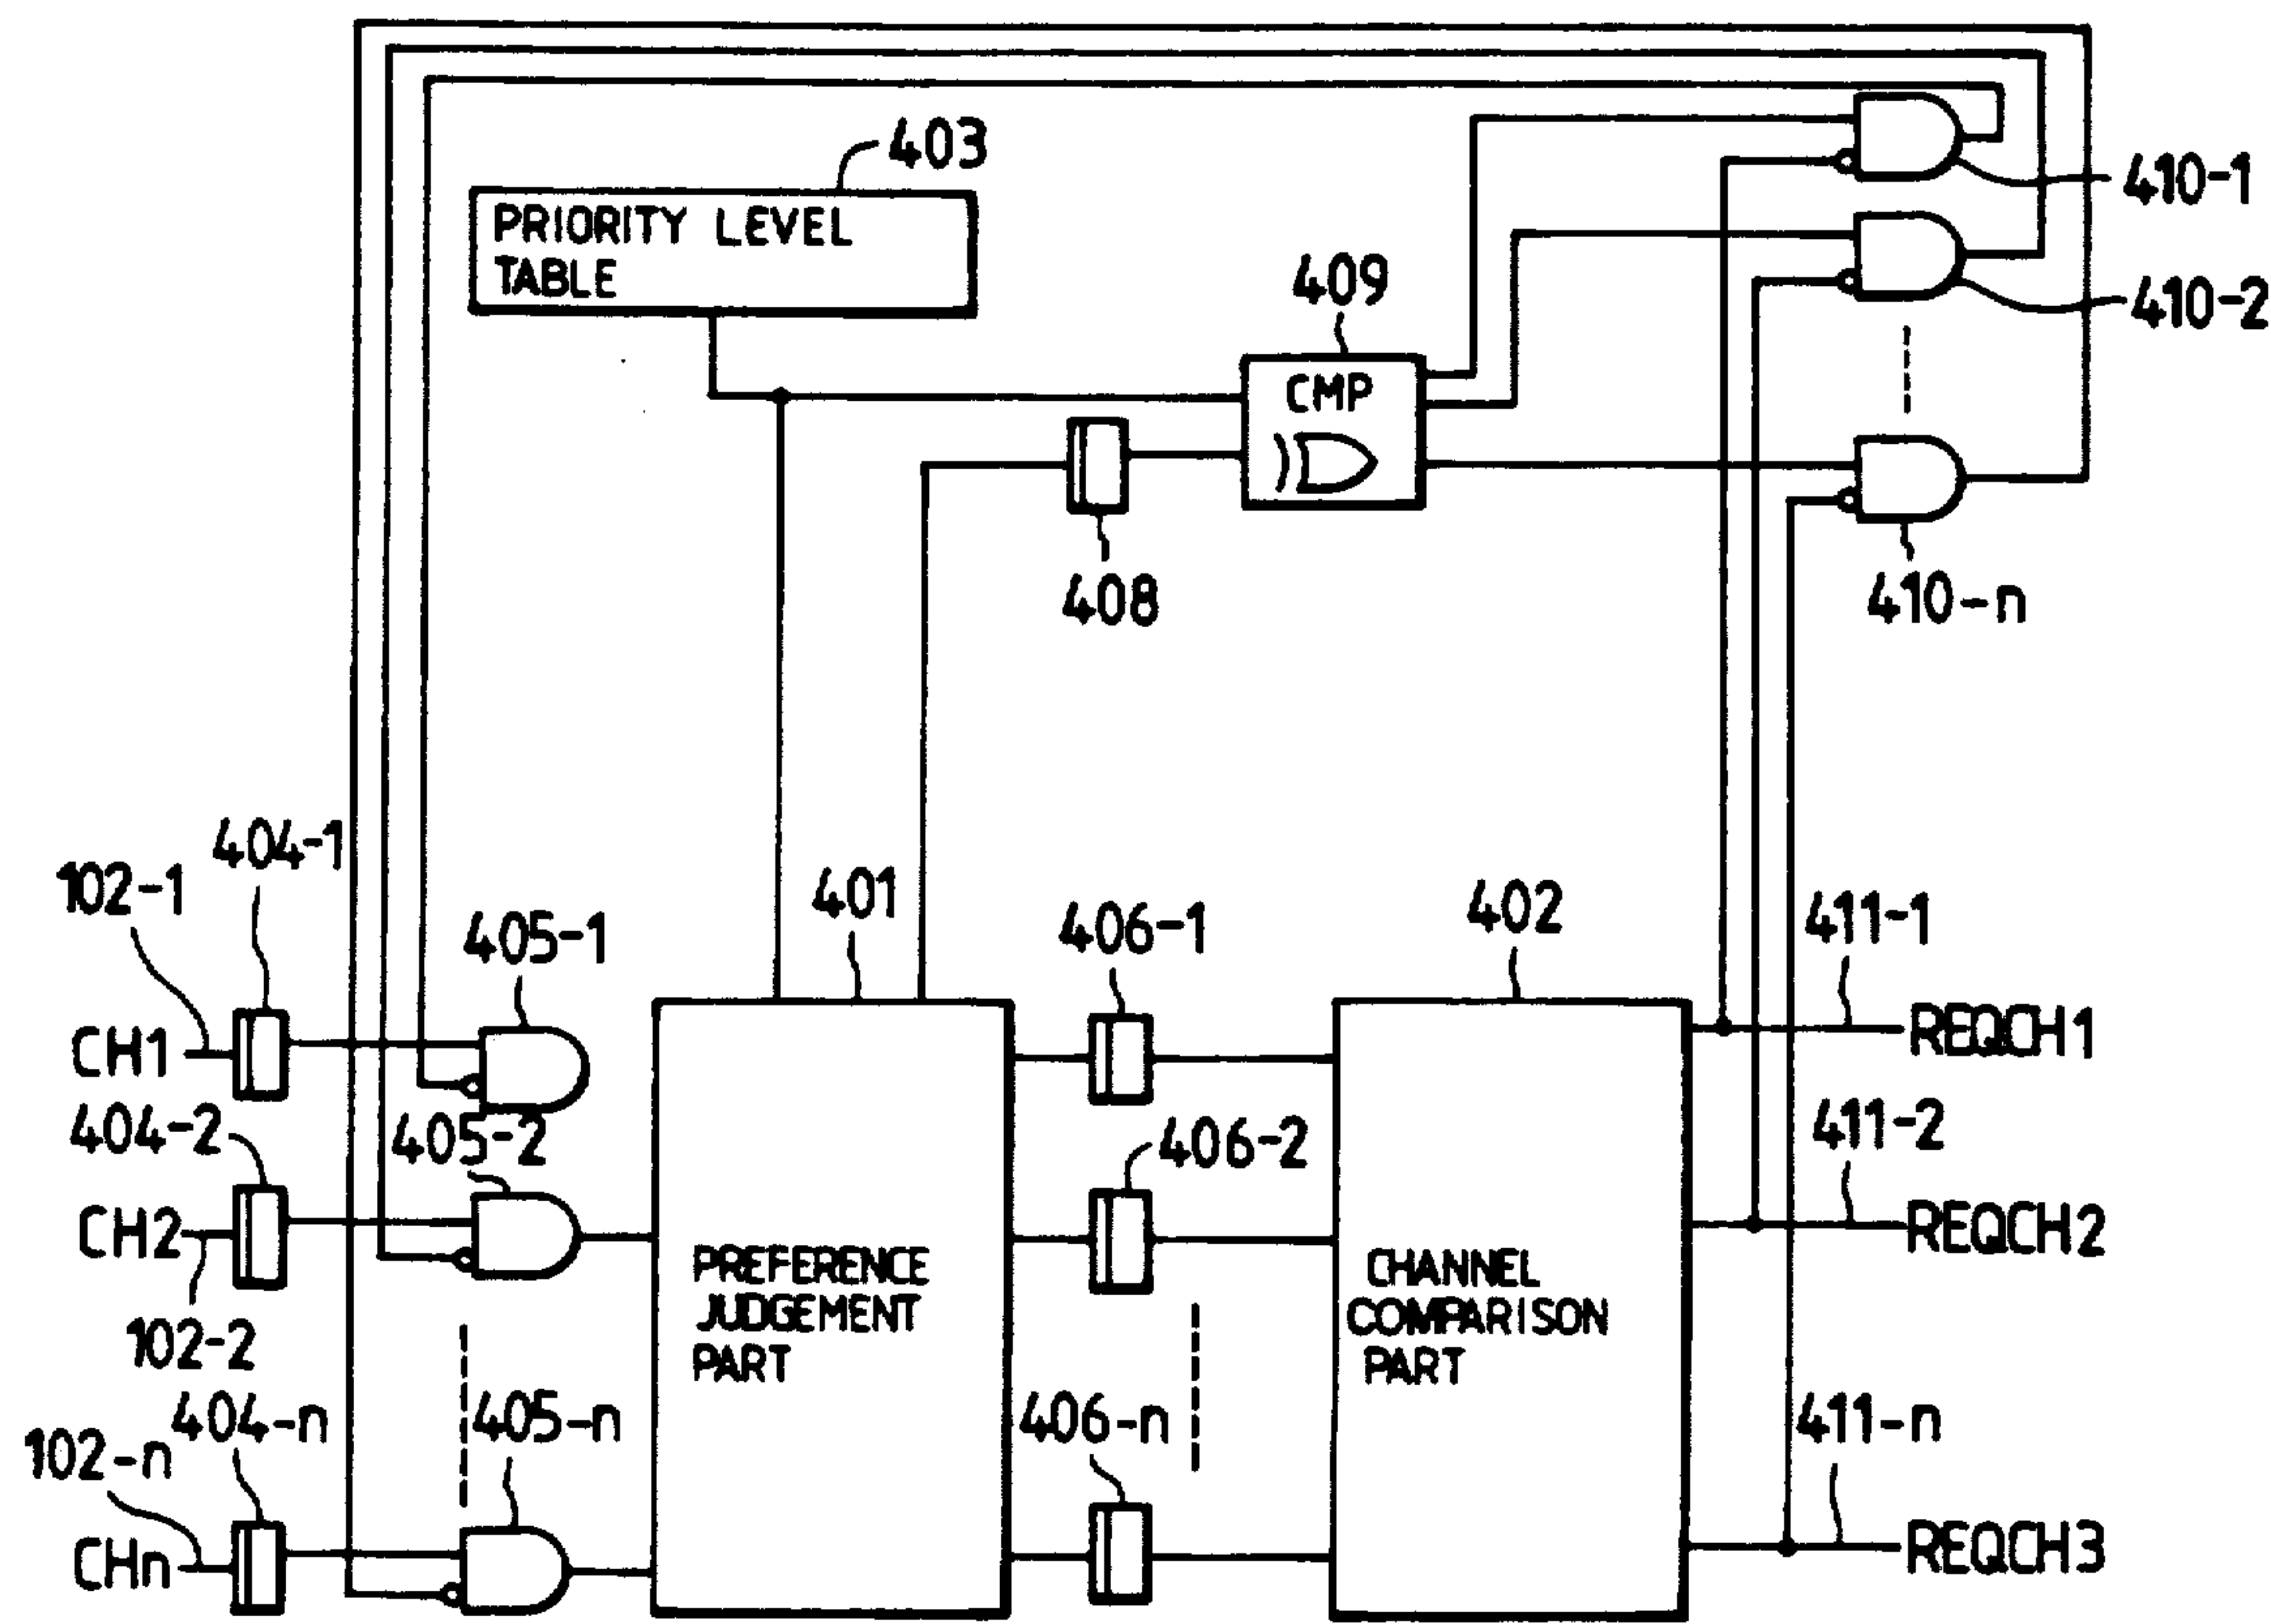 403
PRIORITY LEVEL
TABLE
410-1
410-2
409
CMP
408
410-n
404-1
102-1
405-1
401
406-1
402
411-1
CH1
REQCH1
404-2
405-2
406-2
411-2
CH2
REQCH2
102-2
PREFERENCE
JUDGEMENT
PART
CHANNEL
COMPARISON
PART
404-n
405-n
406-n
411-n
102-n
CHn
REQCH3